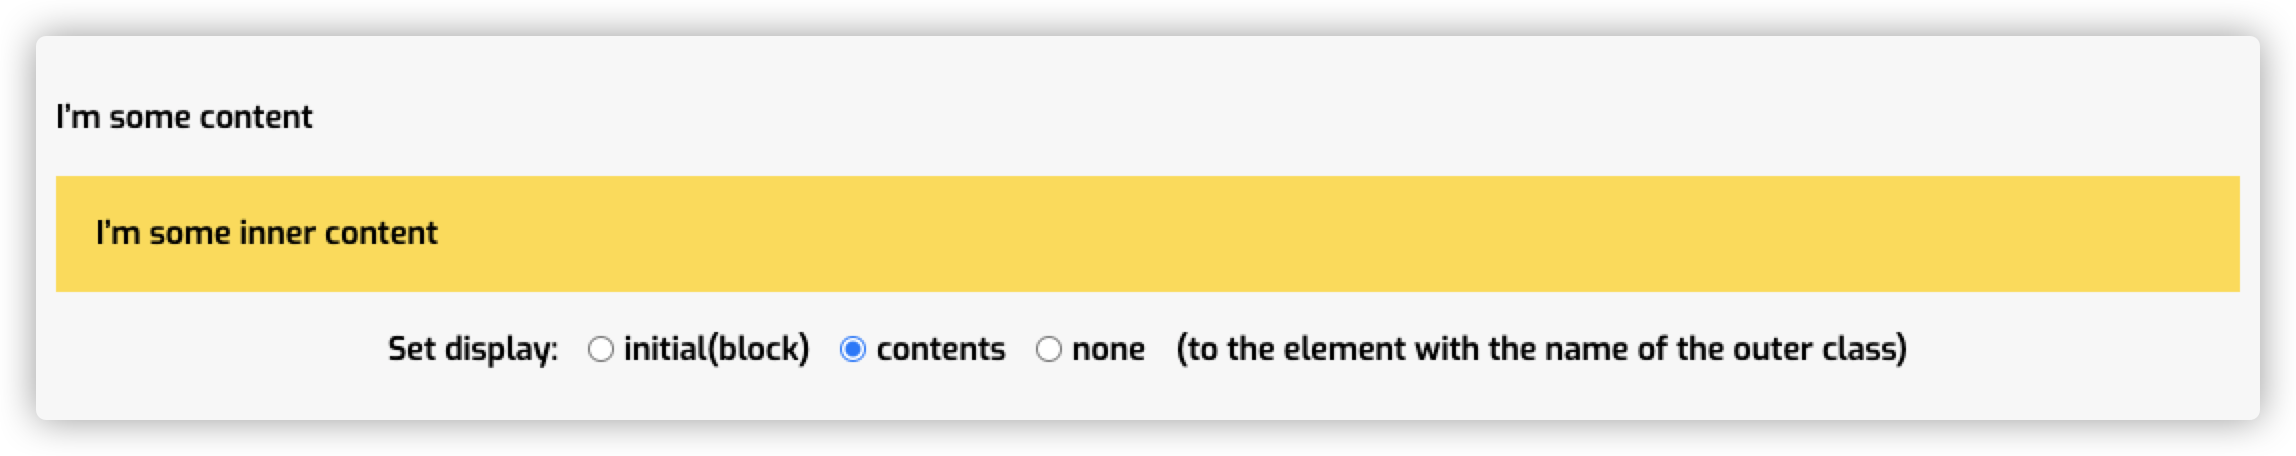 I'm some content
I'm some inner content
Set display: initial(block) contents none (to the element with the name of the outer class)